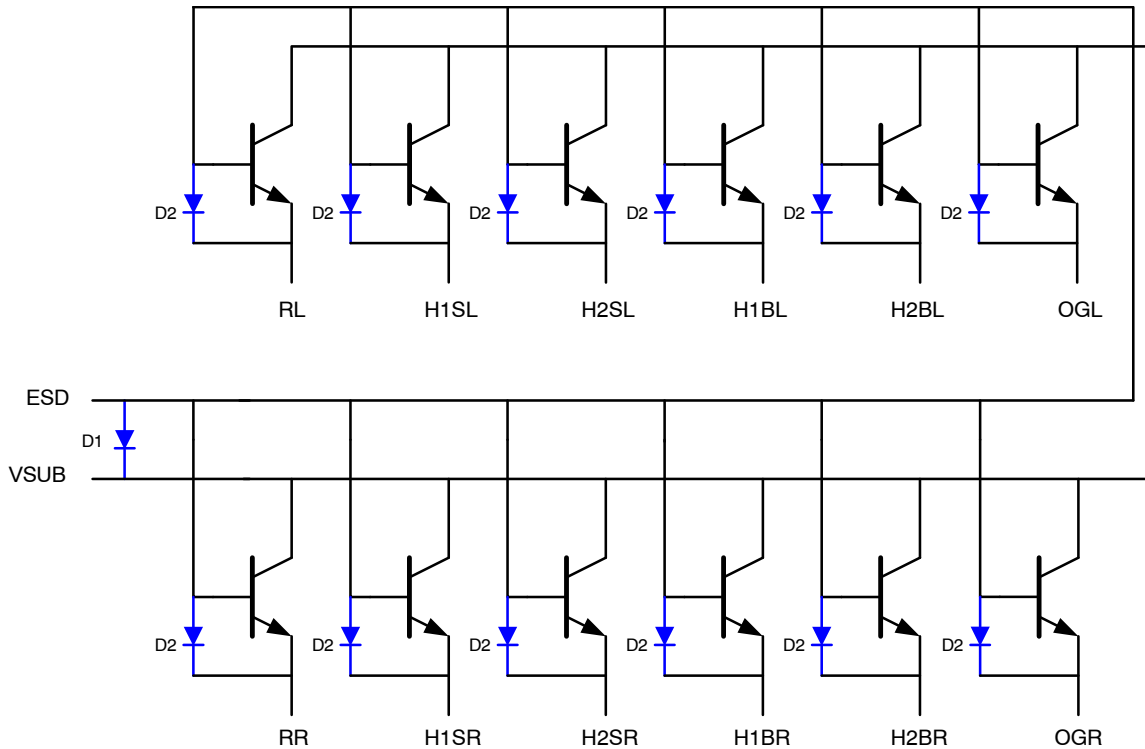 D2 D2 D2 D2 D2 D2
RL H1SL H2SL H1BL H2BL OGL
ESD
D1
VSUB
D2 D2 D2 D2 D2 D2
RR H1SR H2SR H1BR H2BR OGR